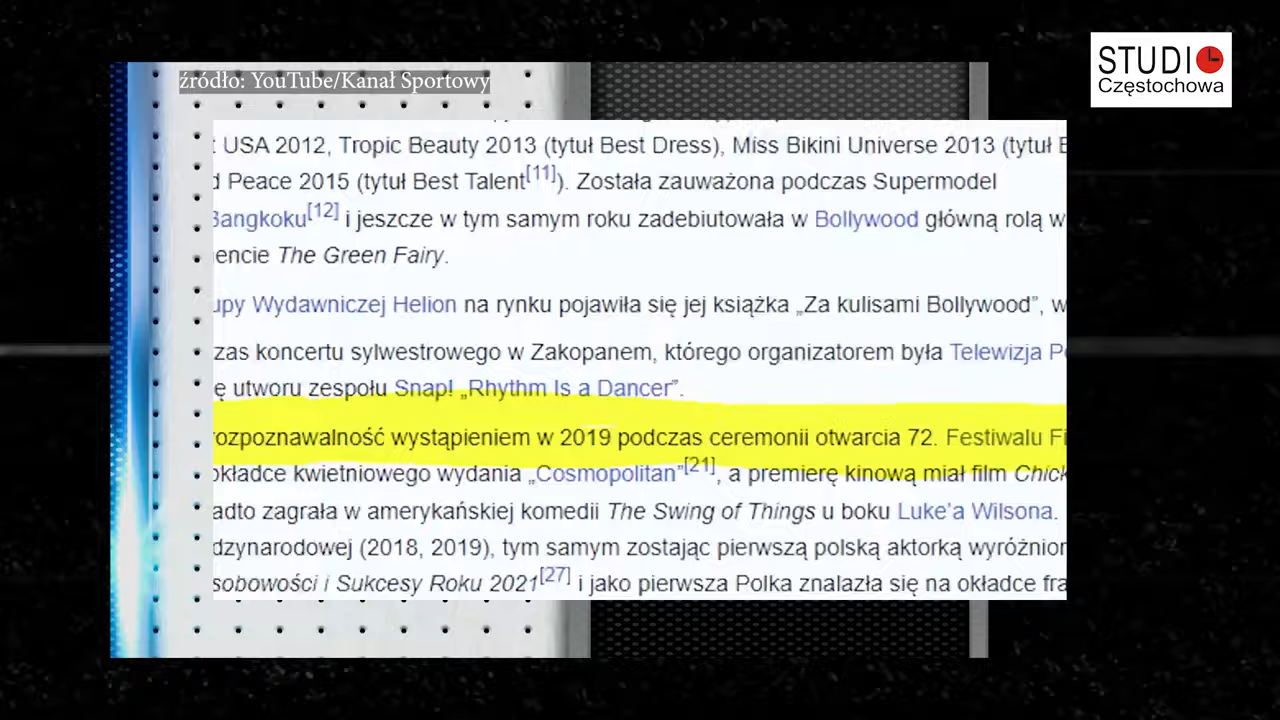 źródło: YouTube/Kanał Sportowy
STUDI
Częstochowa
USA 2012, Tropic Beauty 2013 (tytuł Best Dress), Miss Bikini Universe 2013 (tytuł
d Peace 2015 (tytuł Best Talent[11]). Została zauważona podczas Supermodel
Bangkoku[12] i jeszcze w tym samym roku zadebiutowała w Bollywood główną rolą w
encie The Green Fairy.
upy Wydawniczej Helion na rynku pojawiła się jej książka „Za kulisami Bollywood”, w
zas koncertu sylwestrowego w Zakopanem, którego organizatorem była Telewizja Po
ę utworu zespołu Snap! „Rhythm Is a Dancer”.
rozpoznawalność wystąpieniem w 2019 podczas ceremonii otwarcia 72. Festiwalu Fi
okładce kwietniowego wydania „Cosmopolitan”[21], a premierę kinową miał film Chick
adto zagrała w amerykańskiej komedii The Swing of Things u boku Luke’a Wilsona.
dzynarodowej (2018, 2019), tym samym zostając pierwszą polską aktorką wyróżnion
sobowości i Sukcesy Roku 2021[27] i jako pierwsza Polka znalazła się na okładce fra